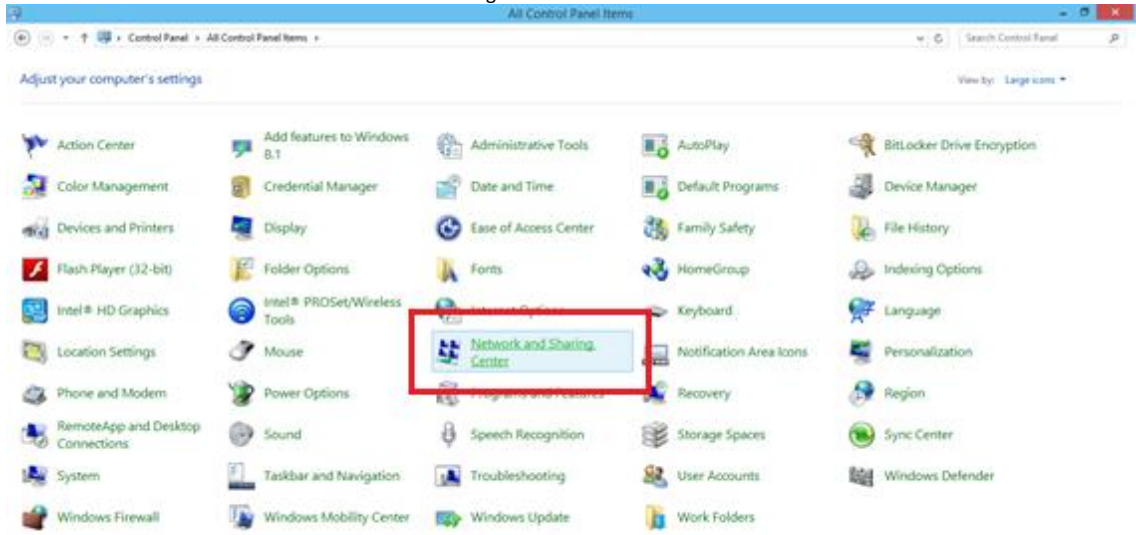 All Control Panel Items
Control Panel All Control Panel Items
Search Control Panel
Adjust your computer's settings
View by: Large icons
Action Center
Add features to Windows
8.1
Administrative Tools
AutoPlay
BitLocker Drive Encryption
Color Management
Credential Manager
Date and Time
Default Programs
Device Manager
Devices and Printers
Display
Ease of Access Center
Family Safety
File History
Flash Player (32-bit)
Folder Options
Fonts
HomeGroup
Indexing Options
Intel® HD Graphics
Intel® PROSet/Wireless
Tools
Internet Options
Keyboard
Language
Location Settings
Mouse
Network and Sharing
Center
Notification Area Icons
Personalization
Phone and Modem
Power Options
Programs and Features
Recovery
Region
RemoteApp and Desktop
Connections
Sound
Speech Recognition
Storage Spaces
Sync Center
System
Taskbar and Navigation
Troubleshooting
User Accounts
Windows Defender
Windows Firewall
Windows Mobility Center
Windows Update
Work Folders